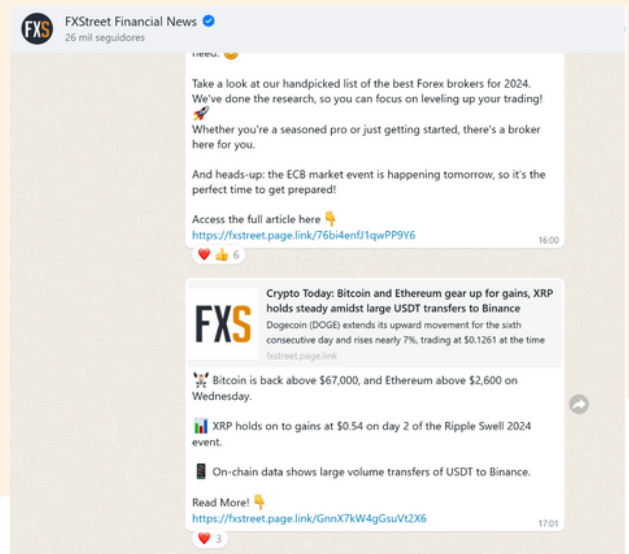 FXS
FXStreet Financial News
26 mil seguidores
need.
Take a look at our handpicked list of the best Forex brokers for 2024.
We've done the research, so you can focus on leveling up your trading!
Whether you're a seasoned pro or just getting started, there's a broker
here for you.
And heads-up: the ECB market event is happening tomorrow, so it's the
perfect time to get prepared!
Access the full article here
https://fxstreet.page.link/76bi4enfJ1qwPP9Y6
16:00
6
FXS
Crypto Today: Bitcoin and Ethereum gear up for gains, XRP
holds steady amidst large USDT transfers to Binance
Dogecoin (DOGE) extends its upward movement for the sixth
consecutive day and rises nearly 7%, trading at $0.1261 at the time
fxstreet.page.link
Bitcoin is back above $67,000, and Ethereum above $2,600 on
Wednesday.
XRP holds on to gains at $0.54 on day 2 of the Ripple Swell 2024
event.
On-chain data shows large volume transfers of USDT to Binance.
Read More!
https://fxstreet.page.link/GnnX7kW4gGsuVt2X6
17:01
3